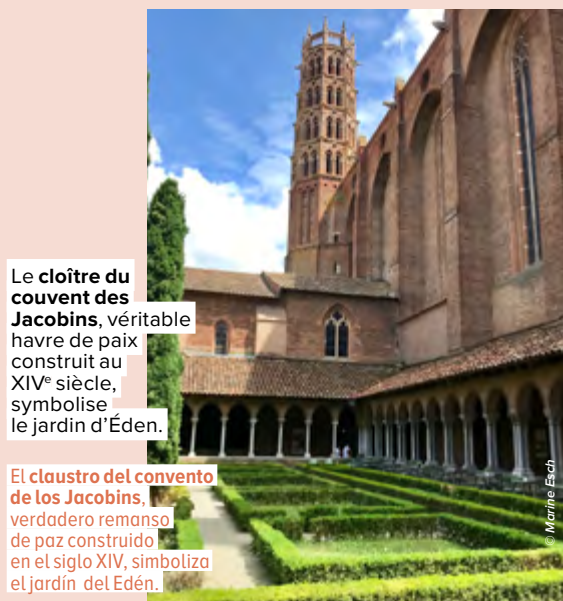 Le cloître du
couvent des
Jacobins, véritable
havre de paix
construit au
XIVᵉ siècle,
symbolise
le jardin d'Éden.
El claustro del convento
de los Jacobins,
verdadero remanso
de paz construido
en el siglo XIV, simboliza
el jardín del Edén.
© Marine Esch